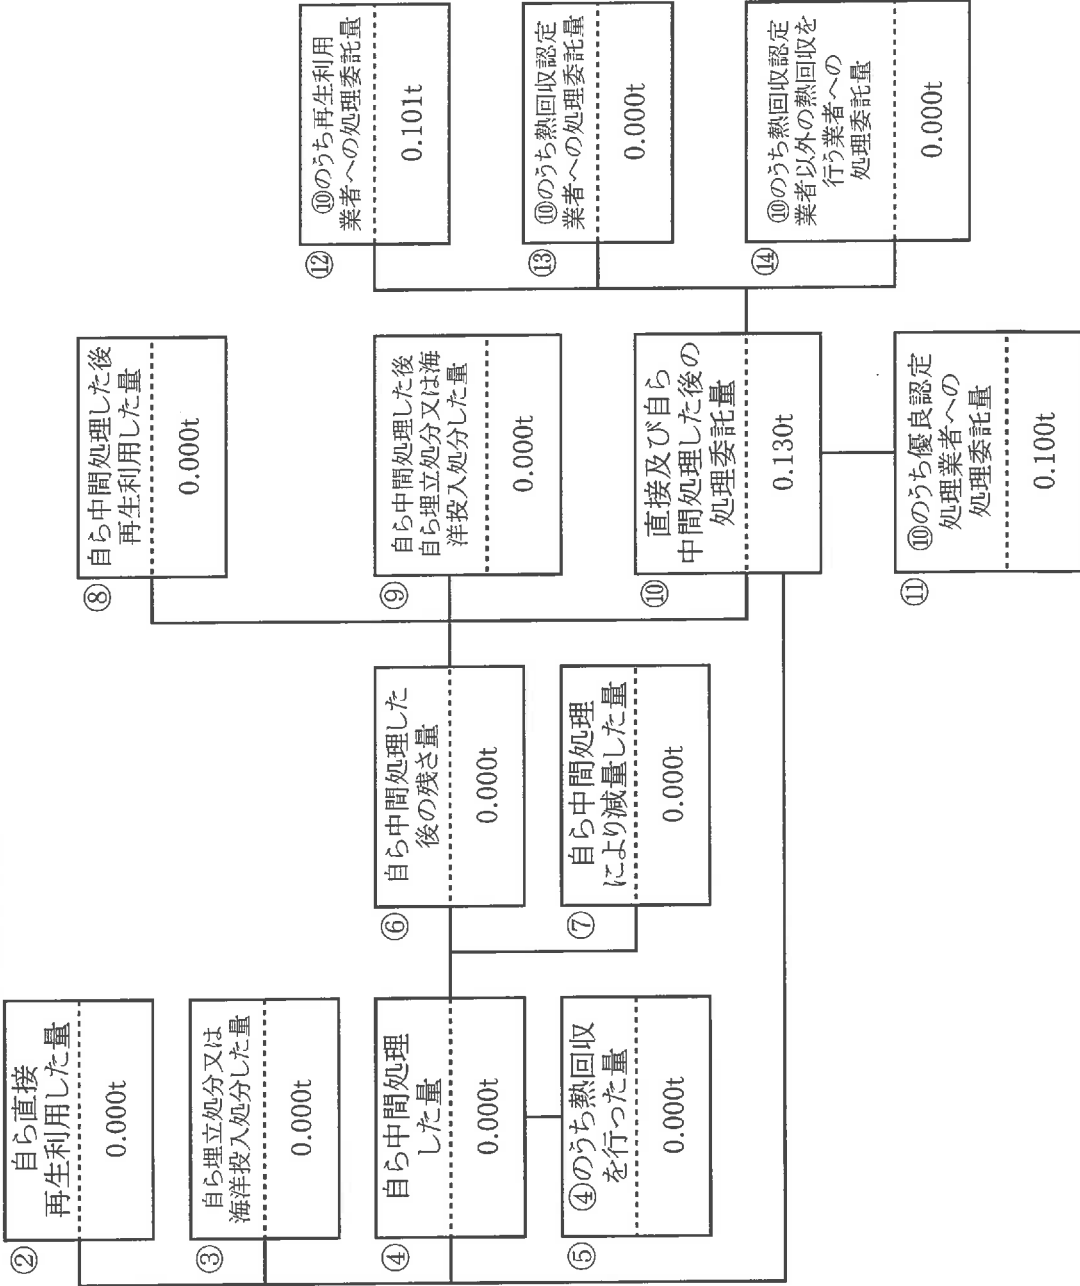 ②
自ら直接
再生利用した量
0.000t
③
自ら埋立処分又は
海洋投入処分した量
0.000t
④
自ら中間処理
した量
0.000t
⑤
④のうち熱回収
を行った量
0.000t
⑥
自ら中間処理した
後の残さ量
0.000t
⑦
自ら中間処理
により減量した量
0.000t
⑧
自ら中間処理した後
再生利用した量
0.000t
⑨
自ら中間処理した後
自ら埋立処分又は海
洋投入処分した量
0.000t
⑩
直接及び自ら
中間処理した後の
処理委託量
0.130t
⑪
⑩のうち優良認定
処理業者への
処理委託量
0.100t
⑫
⑩のうち再生利用
業者への処理委託量
0.101t
⑬
⑩のうち熱回収認定
業者への処理委託量
0.000t
⑭
⑩のうち熱回収認定
業者以外の熱回収を
行う業者への
処理委託量
0.000t